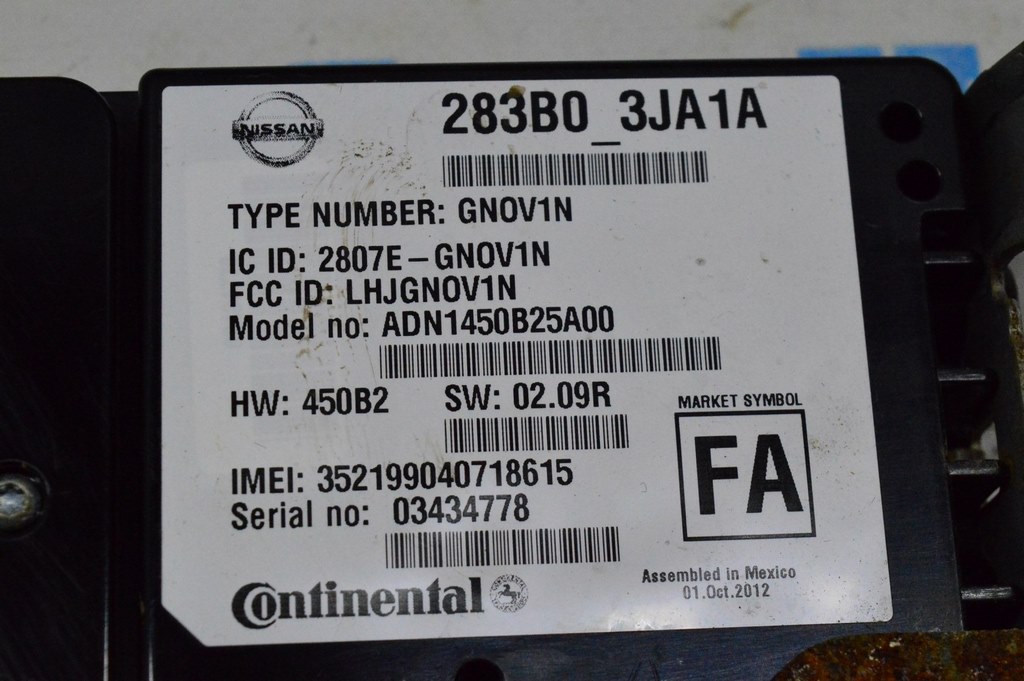 NISSAN
283B0_3JA1A
TYPE NUMBER: GNOV1N
IC ID: 2807E-GNOV1N
FCC ID: LHJGNOV1N
Model no: ADN1450B25A00
HW: 450B2 SW: 02.09R
MARKET SYMBOL
FA
IMEI: 352199040718615
Serial no: 03434778
Continental
Assembled in Mexico
01.Oct.2012